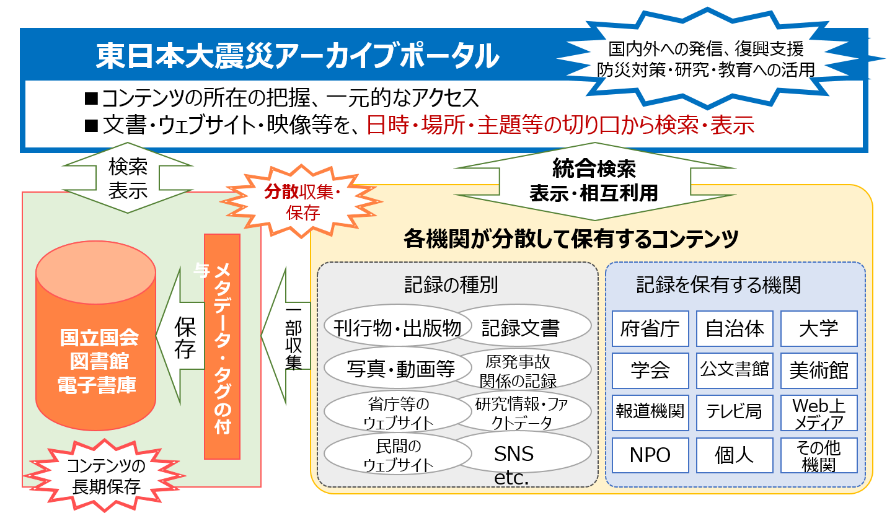 東日本大震災アーカイブポータル
国内外への発信、復興支援
防災対策・研究・教育への活用
■コンテンツの所在の把握、一元的なアクセス
■文書・ウェブサイト・映像等を、日時・場所・主題等の切り口から検索・表示
検索
表示
分散収集・
保存
統合検索
表示・相互利用
各機関が分散して保有するコンテンツ
国立国会
図書館
電子書庫
保存
メタデータ・タグの付
与
一部収集
コンテンツの
長期保存
記録の種別
刊行物・出版物
記録文書
写真・動画等
原発事故
関係の記録
省庁等の
ウェブサイト
研究情報・ファ
クトデータ
民間の
ウェブサイト
SNS
etc.
記録を保有する機関
府省庁
自治体
大学
学会
公文書館
美術館
報道機関
テレビ局
Web上
メディア
NPO
個人
その他
機関